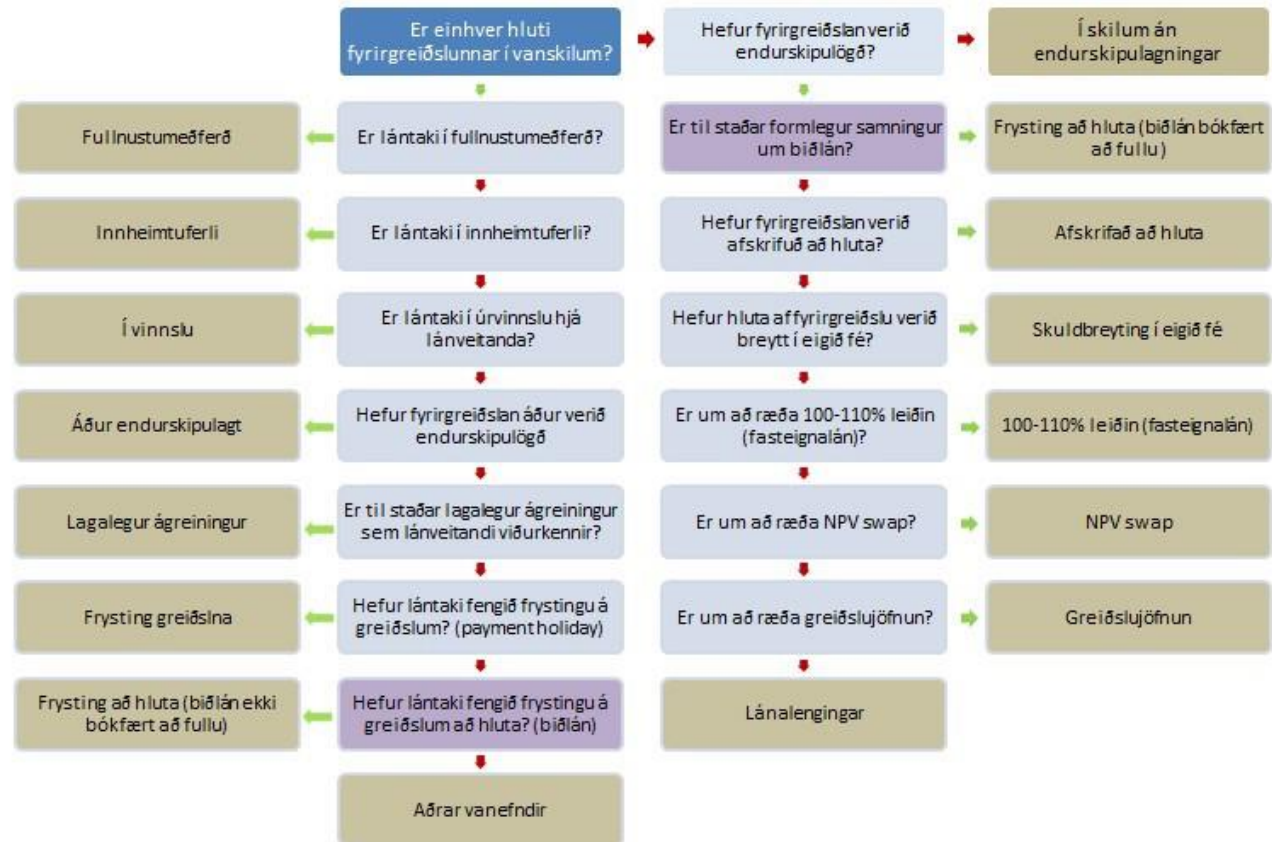 Er einhver hluti
fyrirgreiðslunnar í vanskilum?
Hefur fyrirgreiðslan verið
endurskipulögð?
Í skilum án
endurskipulagningar
Fullnustumeðferð
Er lántaki í fullnustumeðferð?
Er til staðar formlegur samningur
um biðlán?
Frysting að hluta (biðlán bókfært
að fullu)
Innheimtuferli
Er lántaki í innheimtuferli?
Hefur fyrirgreiðslan verið
afskrifuð að hluta?
Afskrifað að hluta
Í vinnslu
Er lántaki í úrvinnslu hjá
lánveitanda?
Hefur hluta af fyrirgreiðslu verið
breytt í eigið fé?
Skuldbreyting í eigið fé
Áður endurskipulagt
Hefur fyrirgreiðslan áður verið
endurskipulögð
Er um að ræða 100-110% leiðin
(fasteignalán)?
100-110% leiðin (fasteignalán)
Lagalegur ágreiningur
Er til staðar lagalegur ágreiningur
sem lánveitandi viðurkennir?
Er um að ræða NPV swap?
NPV swap
Frysting greiðslna
Hefur lántaki fengið frystingu á
greiðslum? (payment holiday)
Er um að ræða greiðslujöfnun?
Greiðslujöfnun
Frysting að hluta (biðlán ekki
bókfært að fullu)
Hefur lántaki fengið frystingu á
greiðslum að hluta? (biðlán)
Lánalengingar
Aðrar vanefndir